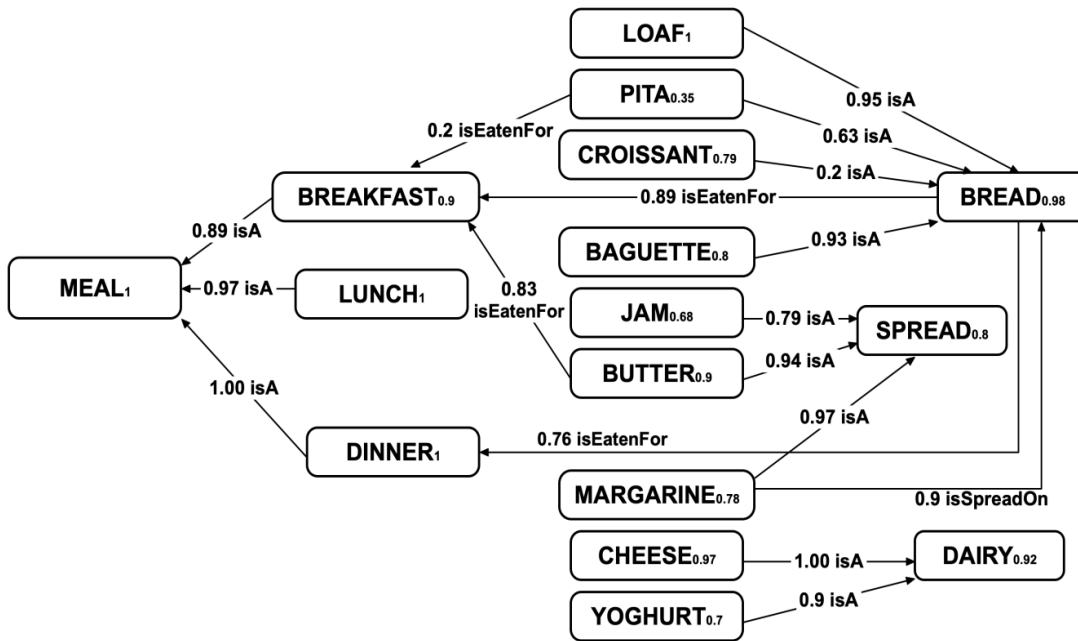 LOAF1
PITA0.35
0.95 isA
0.2 isEatenFor
0.63 isA
CROISSANT0.79
0.2 isA
BREAKFAST0.9
0.89 isEatenFor
BREAD0.98
0.89 isA
BAGUETTE0.8
0.93 isA
MEAL1
0.97 isA
LUNCH1
0.83
isEatenFor
JAM0.68
0.79 isA
SPREAD0.8
BUTTER0.9
0.94 isA
1.00 isA
0.97 isA
DINNER1
0.76 isEatenFor
MARGARINE0.78
0.9 isSpreadOn
CHEESE0.97
1.00 isA
DAIRY0.92
YOGHURT0.7
0.9 isA